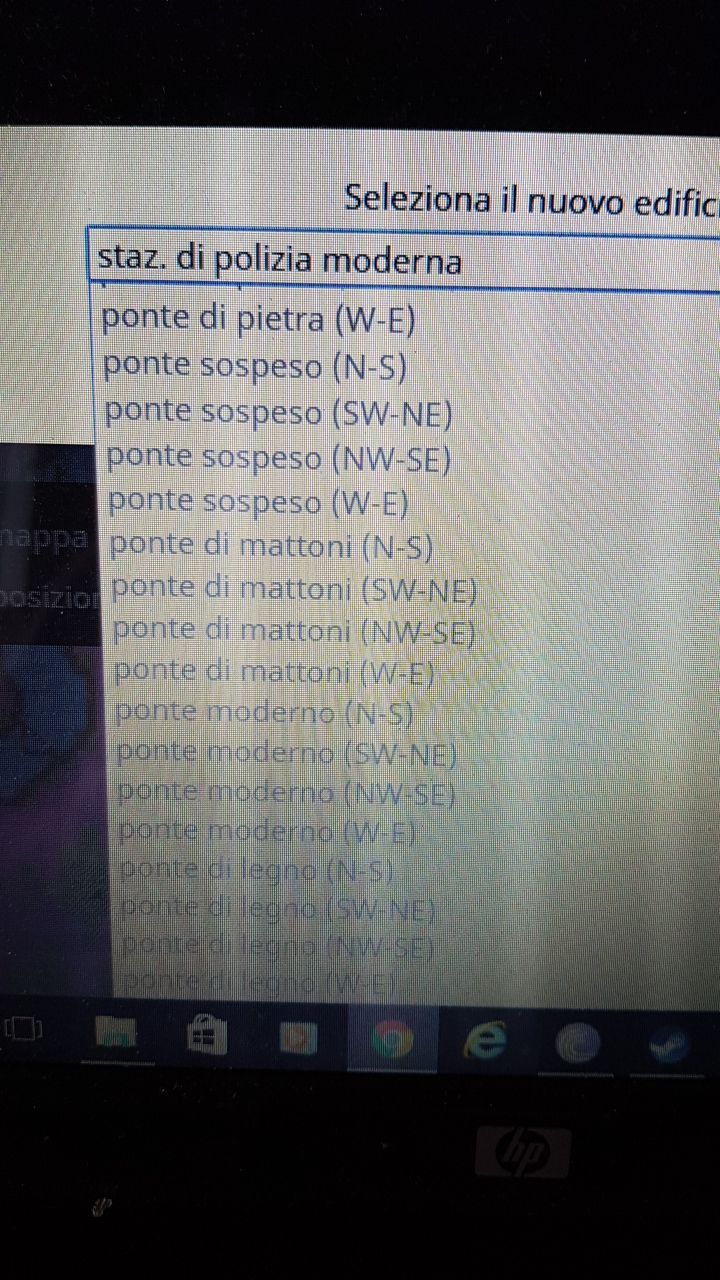 Seleziona il nuovo edific
staz. di polizia moderna
ponte di pietra (W-E)
ponte sospeso (N-S)
ponte sospeso (SW-NE)
ponte sospeso (NW-SE)
ponte sospeso (W-E)
ponte di mattoni (N-S)
mappa
ponte di mattoni (SW-NE)
posizion
ponte di mattoni (NW-SE)
ponte di mattoni (W-E)
ponte moderno (N-S)
ponte moderno (SW-NE)
ponte moderno (NW-SE)
ponte moderno (W-E)
ponte di legno (N-S)
ponte di legno (SW-NE)
ponte di legno (NW-SE)
ponte di legno (W-E)
hp